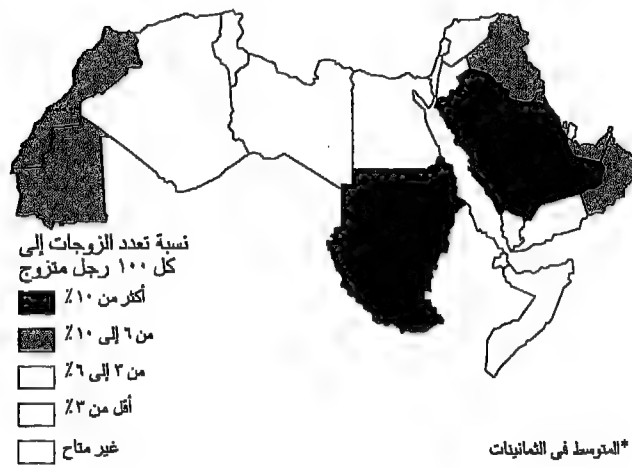 نسبة تعدد الزوجات إلى
كل ١٠٠ رجل متزوج
أكثر من ١٠٪
من ٦ إلى ١٠٪
من ٣ إلى ٦٪
أقل من ٣٪
غير متاح
*المتوسط في الثمانينات